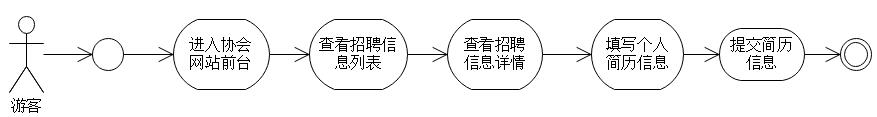 游客
进入协会
网站前台
查看招聘信
息列表
查看招聘
信息详情
填写个人
简历信息
提交简历
信息